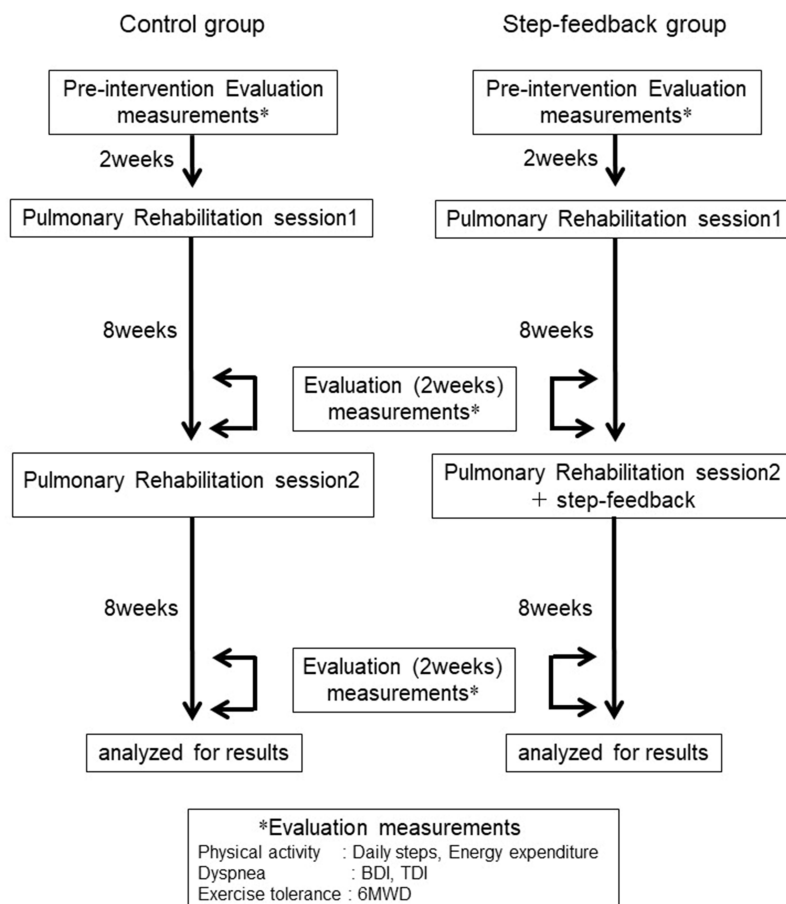 Control group
Step-feedback group
Pre-intervention Evaluation
measurements*
Pre-intervention Evaluation
measurements*
2weeks
2weeks
Pulmonary Rehabilitation session1
Pulmonary Rehabilitation session1
8weeks
8weeks
Evaluation (2weeks)
measurements*
Pulmonary Rehabilitation session2
Pulmonary Rehabilitation session2
+ step-feedback
8weeks
8weeks
Evaluation (2weeks)
measurements*
analyzed for results
analyzed for results
*Evaluation measurements
Physical activity : Daily steps, Energy expenditure
Dyspnea : BDI, TDI
Exercise tolerance : 6MWD